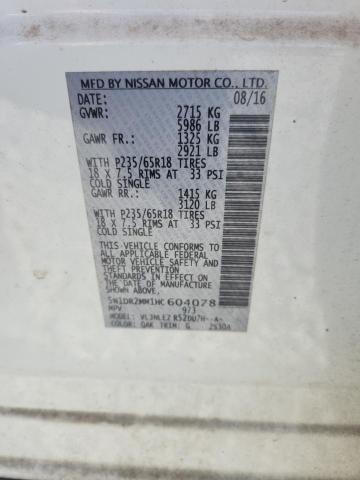 MFD BY NISSAN MOTOR CO., LTD.
DATE: 08/16
GVWR: 2715 KG
5986 LB
GAWR FR.: 1325 KG
2921 LB
WITH P235/65R18 TIRES
18 X 7.5 RIMS AT 33 PSI
COLD SINGLE
GAWR RR.: 1415 KG
3120 LB
WITH P235/65R18 TIRES
18 X 7.5 RIMS AT 33 PSI
COLD SINGLE
THIS VEHICLE CONFORMS TO
ALL APPLICABLE FEDERAL MOTOR
VEHICLE SAFETY STANDARDS IN
EFFECT ON THE DATE OF
MANUFACTURE SHOWN ABOVE.
5N1DR2MM1HC 604078
MPV 973
MODEL:
COLOR: QAK TRIM: G